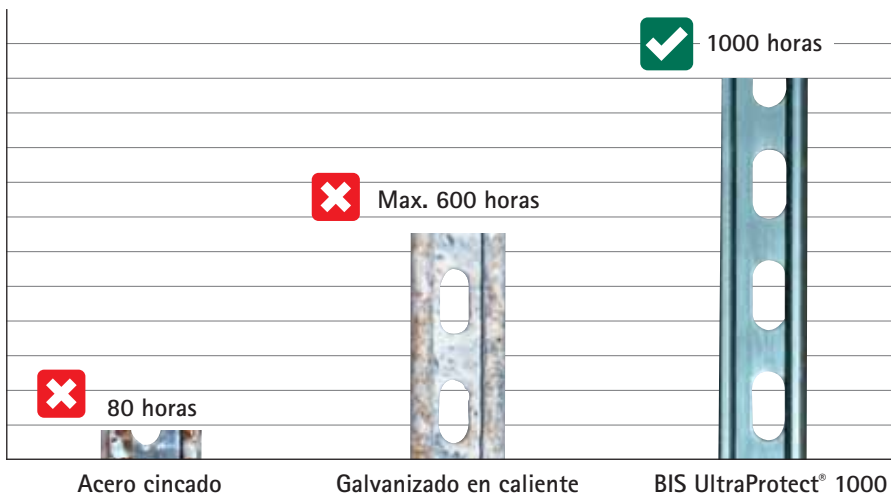 1000 horas
Max. 600 horas
80 horas
Acero cincado
Galvanizado en caliente
BIS UltraProtect® 1000